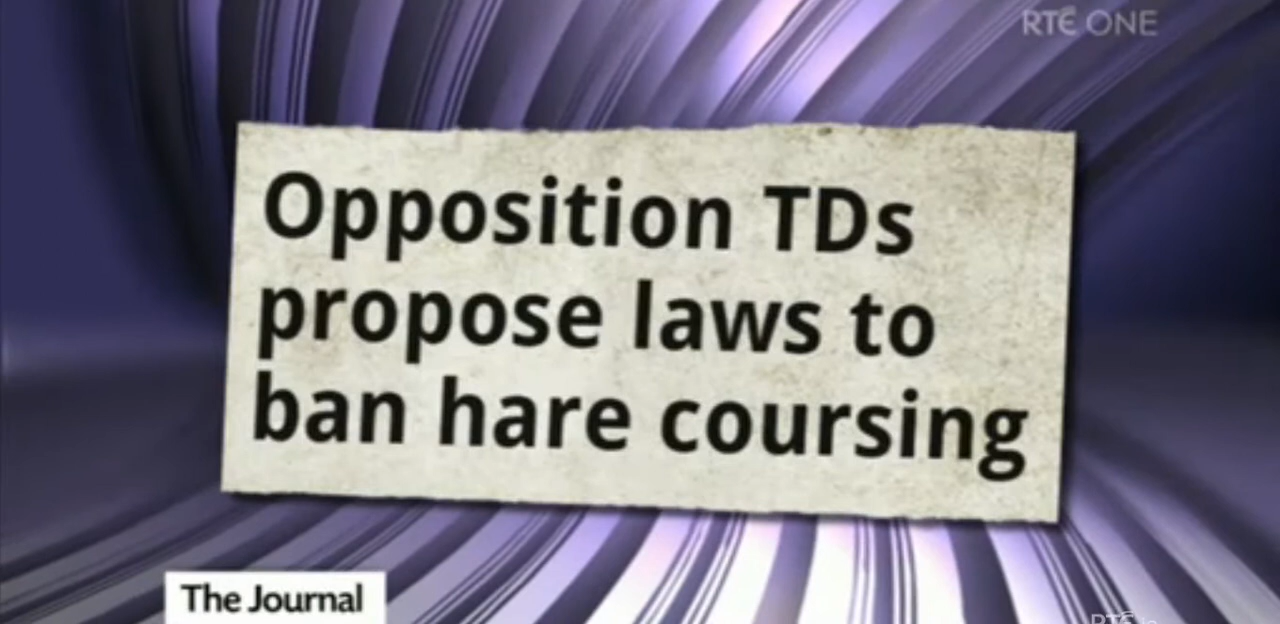 RTÉ ONE
Opposition TDs
propose laws to
ban hare coursing
The Journal